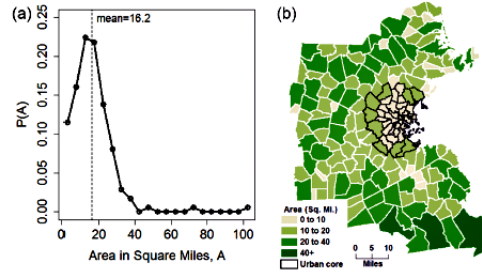 (a)
mean=16.2
P(A)
0.25
0.20
0.15
0.10
0.05
0.00
0 20 40 60 80 100
Area in Square Miles, A
(b)
Area (Sq. Mi.)
0 to 10
10 to 20
20 to 40
40+
Urban core
0 5 10
Miles